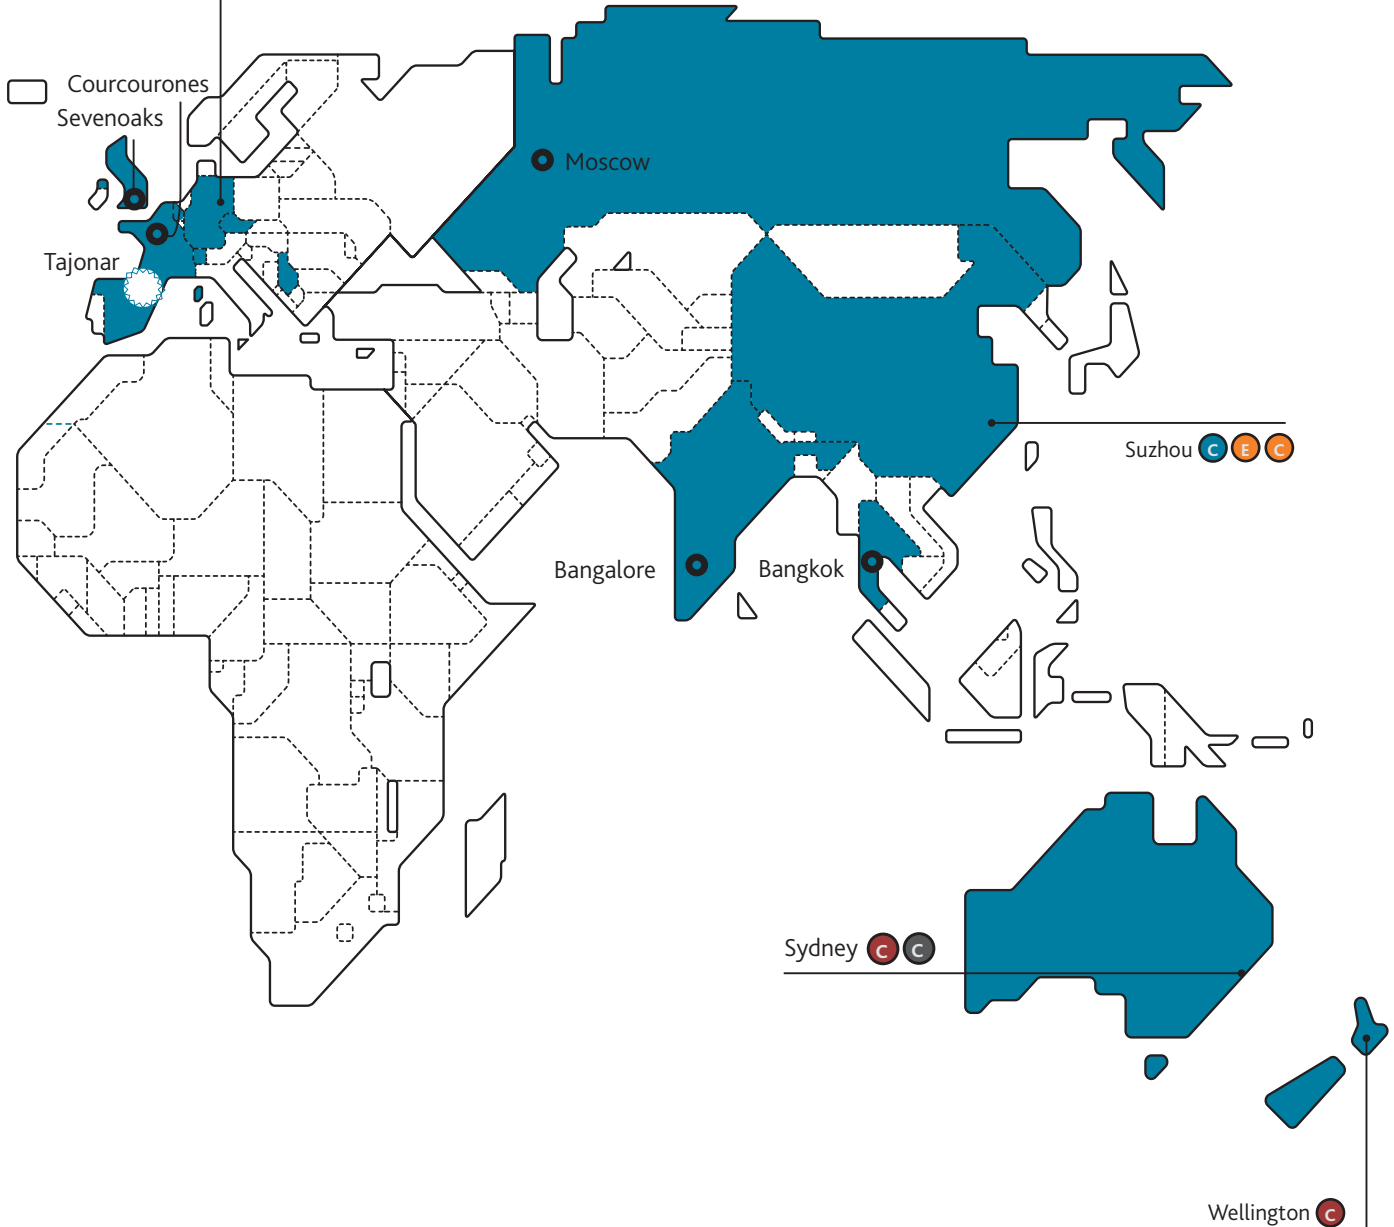 Courcourones
Sevenoaks
Moscow
Tajonar
Suzhou C E C
Bangalore
Bangkok
Sydney C C
Wellington C